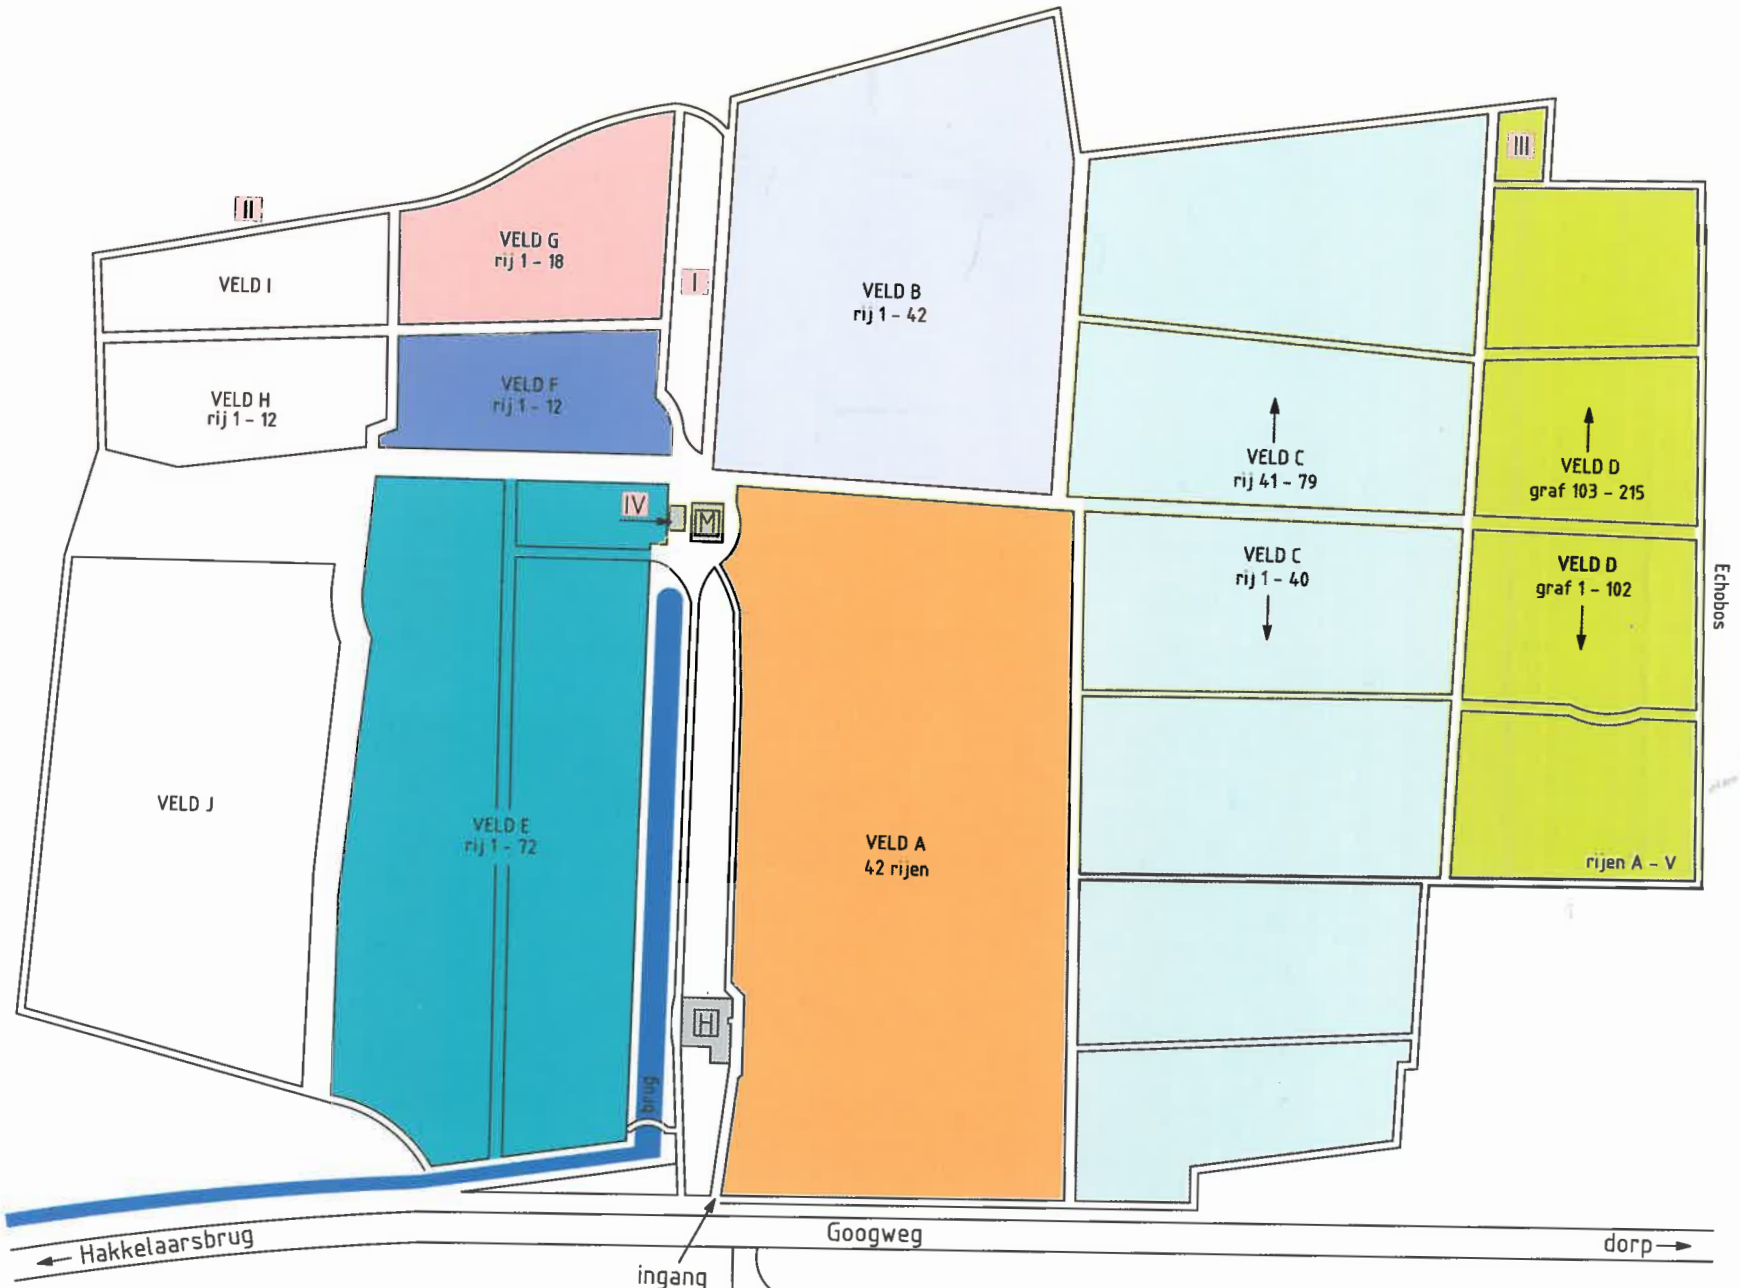 III
II
VELD G
rij 1 – 18
VELD I
I
VELD B
rij 1 – 42
VELD F
rij 1 – 12
VELD H
rij 1 – 12
VELD C
rij 41 – 79
VELD D
graf 103 – 215
IV
M
VELD C
rij 1 – 40
VELD D
graf 1 – 102
Echobos
VELD J
VELD E
rij 1 – 72
VELD A
42 rijen
rijen A – V
H
brug
Hakkelaarsbrug
Googweg
dorp
ingang